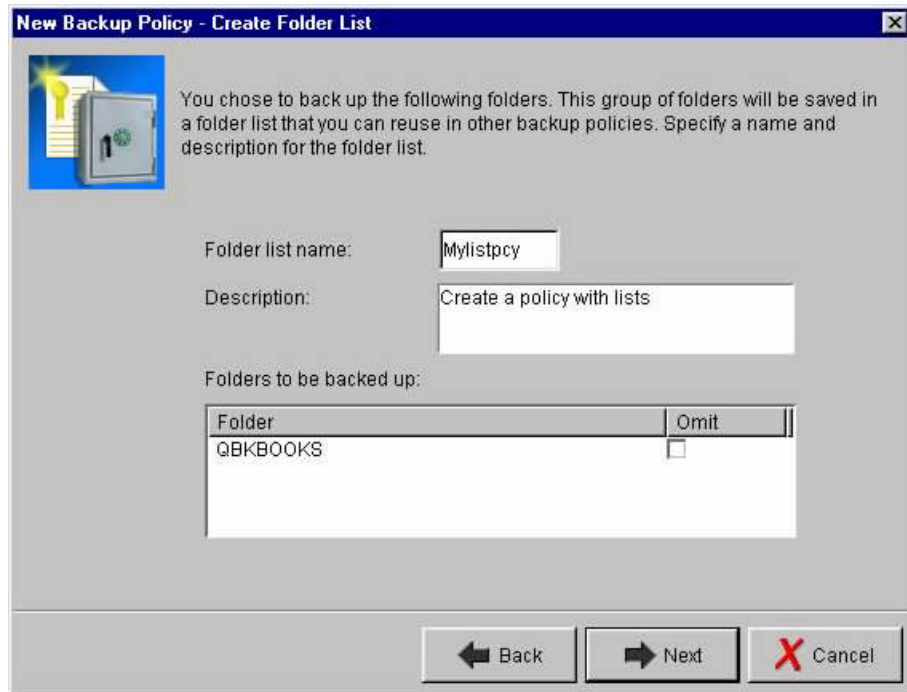 New Backup Policy - Create Folder List
You chose to back up the following folders. This group of folders will be saved in
a folder list that you can reuse in other backup policies. Specify a name and
description for the folder list.
Folder list name:
Mylistpcy
Description:
Create a policy with lists
Folders to be backed up:
Folder Omit
QBKBOOKS
Back Next Cancel